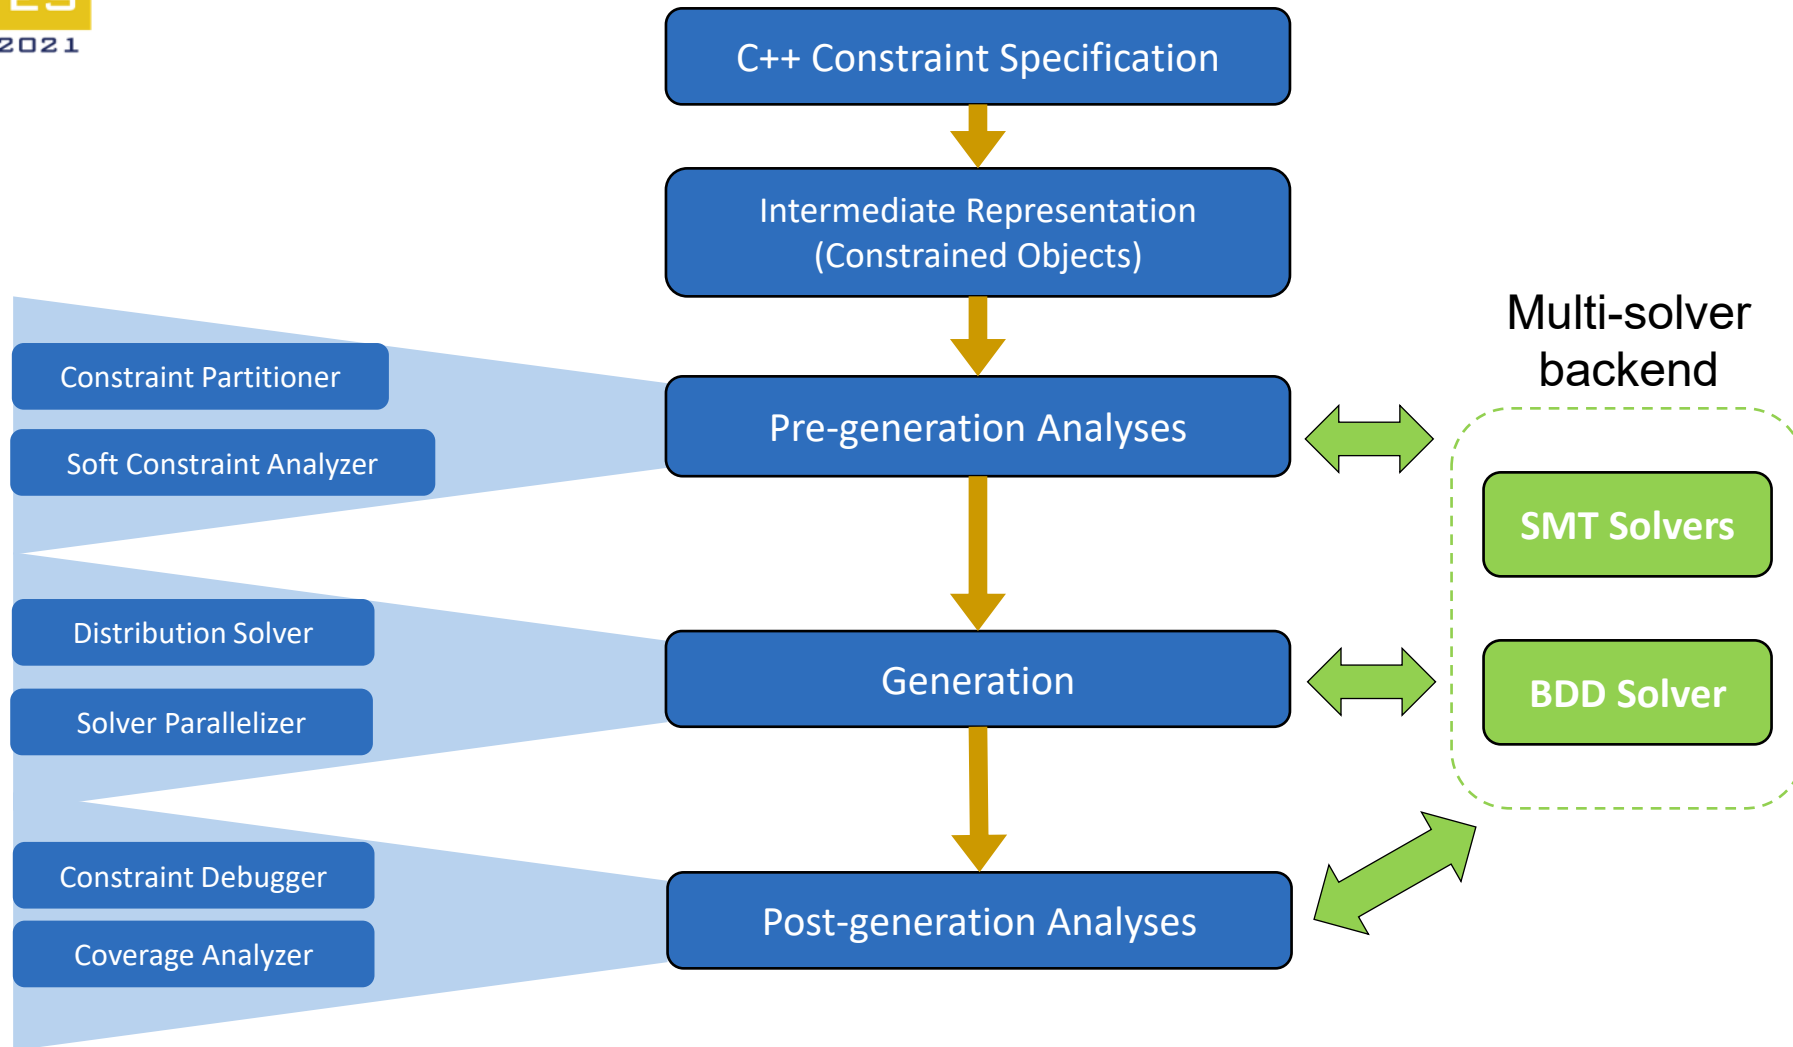 2021
C++ Constraint Specification
Intermediate Representation
(Constrained Objects)
Multi-solver
backend
Constraint Partitioner
Pre-generation Analyses
Soft Constraint Analyzer
SMT Solvers
Distribution Solver
Generation
BDD Solver
Solver Parallelizer
Constraint Debugger
Post-generation Analyses
Coverage Analyzer